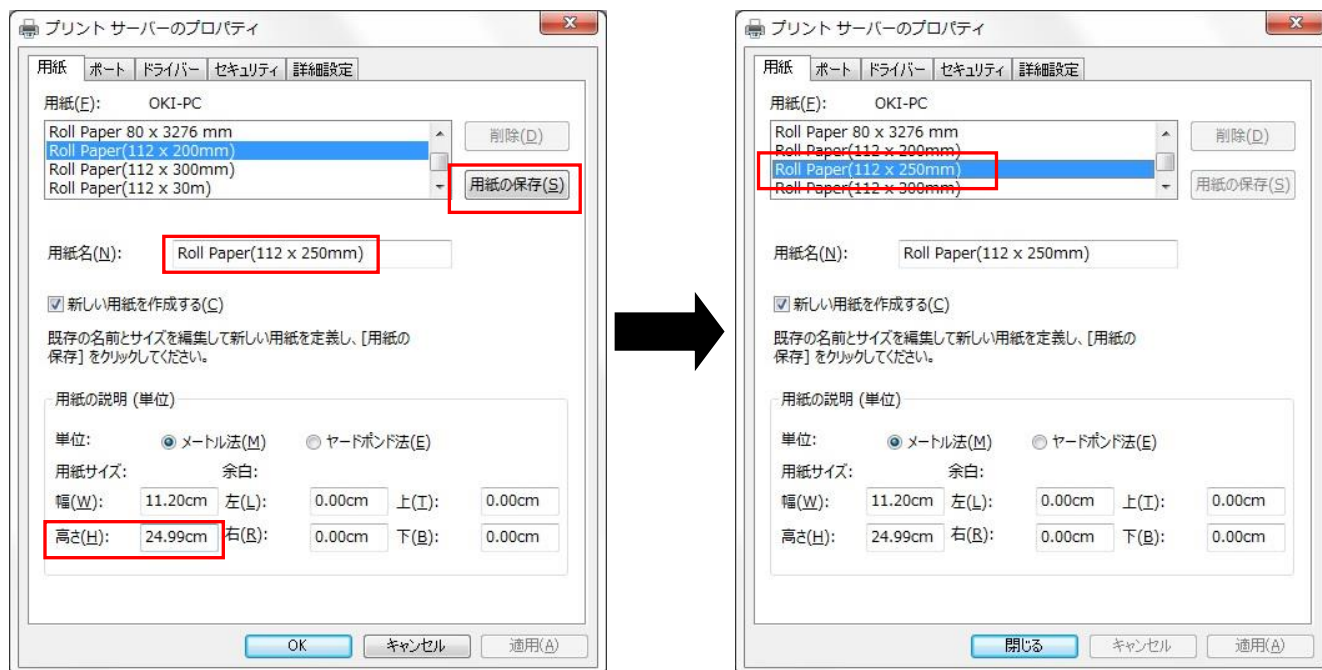 プリント サーバーのプロパティ
用紙 ポート ドライバー セキュリティ 詳細設定
用紙(F): OKI-PC
Roll Paper 80 x 3276 mm
Roll Paper(112 x 200mm)
Roll Paper(112 x 300mm)
Roll Paper(112 x 30m)
削除(D)
用紙の保存(S)
用紙名(N): Roll Paper(112 x 250mm)
新しい用紙を作成する(C)
既存の名前とサイズを編集して新しい用紙を定義し、[用紙の
保存] をクリックしてください。
用紙の説明 (単位)
単位: メートル法(M) ヤードポンド法(E)
用紙サイズ: 余白:
幅(W): 11.20cm 左(L): 0.00cm 上(T): 0.00cm
高さ(H): 24.99cm 右(R): 0.00cm 下(B): 0.00cm
OK キャンセル 適用(A)
プリント サーバーのプロパティ
用紙 ポート ドライバー セキュリティ 詳細設定
用紙(F): OKI-PC
Roll Paper 80 x 3276 mm
Roll Paper(112 x 200mm)
Roll Paper(112 x 250mm)
Roll Paper(112 x 300mm)
削除(D)
用紙の保存(S)
用紙名(N): Roll Paper(112 x 250mm)
新しい用紙を作成する(C)
既存の名前とサイズを編集して新しい用紙を定義し、[用紙の
保存] をクリックしてください。
用紙の説明 (単位)
単位: メートル法(M) ヤードポンド法(E)
用紙サイズ: 余白:
幅(W): 11.20cm 左(L): 0.00cm 上(T): 0.00cm
高さ(H): 24.99cm 右(R): 0.00cm 下(B): 0.00cm
閉じる キャンセル 適用(A)